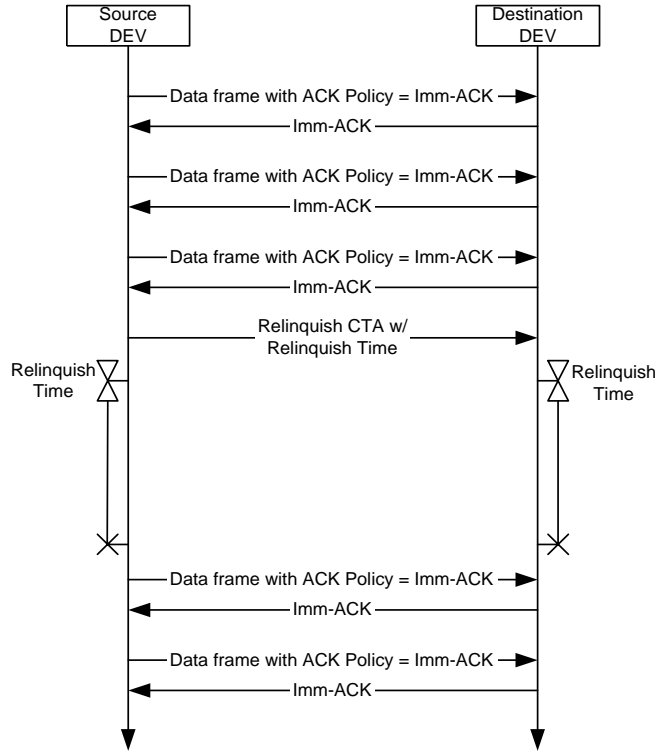 Source
DEV
Destination
DEV
Data frame with ACK Policy = Imm-ACK
Imm-ACK
Data frame with ACK Policy = Imm-ACK
Imm-ACK
Data frame with ACK Policy = Imm-ACK
Imm-ACK
Relinquish CTA w/
Relinquish Time
Relinquish
Time
Relinquish
Time
Data frame with ACK Policy = Imm-ACK
Imm-ACK
Data frame with ACK Policy = Imm-ACK
Imm-ACK